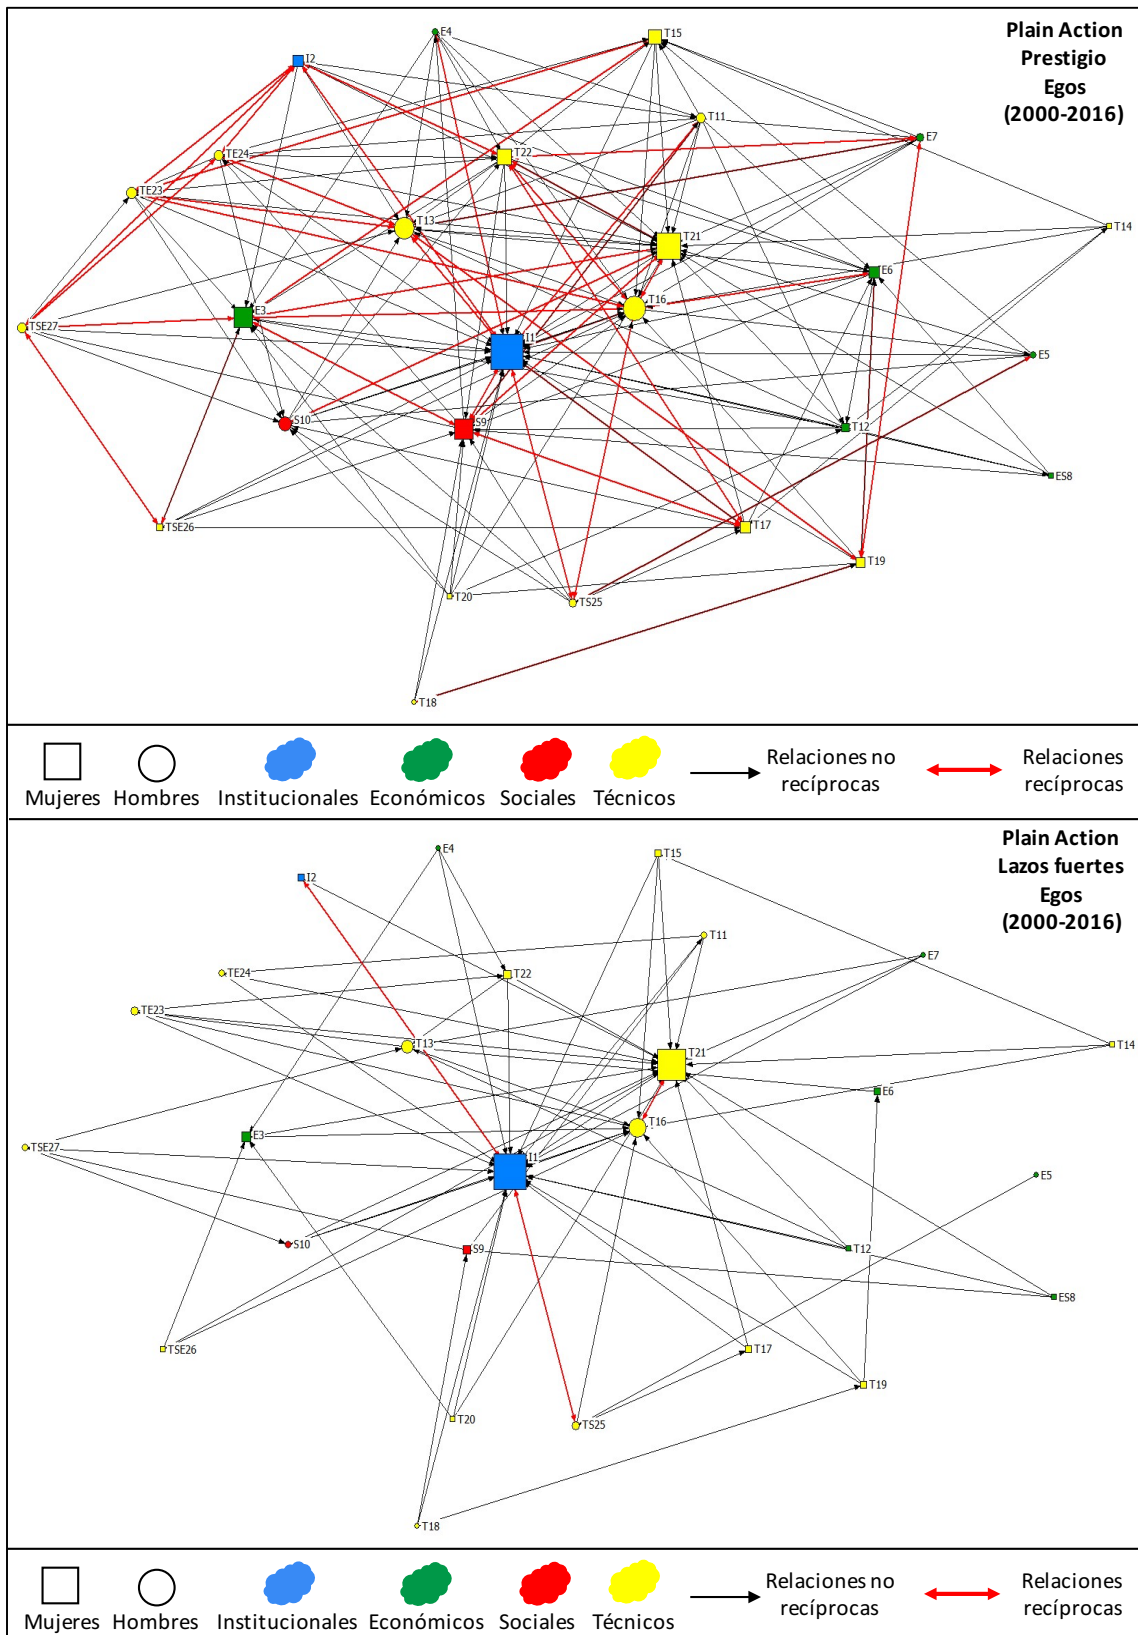 Plain Action
Prestigio
Egos
(2000-2016)
E4
T15
I2
T11
E7
TE24
T22
TE23
T14
T13
T21
E6
T16
E3
TSE27
I1
E5
S10
S9
T12
ES8
TSE26
T17
T19
T20
TS25
T18
Mujeres
Hombres
Institucionales
Económicos
Sociales
Técnicos
Relaciones no
recíprocas
Relaciones
recíprocas
Plain Action
Lazos fuertes
Egos
(2000-2016)
E4
T15
I2
T11
E7
TE24
T22
TE23
T13
T14
T21
E6
T16
E3
TSE27
I1
E5
S10
S9
T12
ES8
TSE26
T17
T19
T20
TS25
T18
Mujeres
Hombres
Institucionales
Económicos
Sociales
Técnicos
Relaciones no
recíprocas
Relaciones
recíprocas